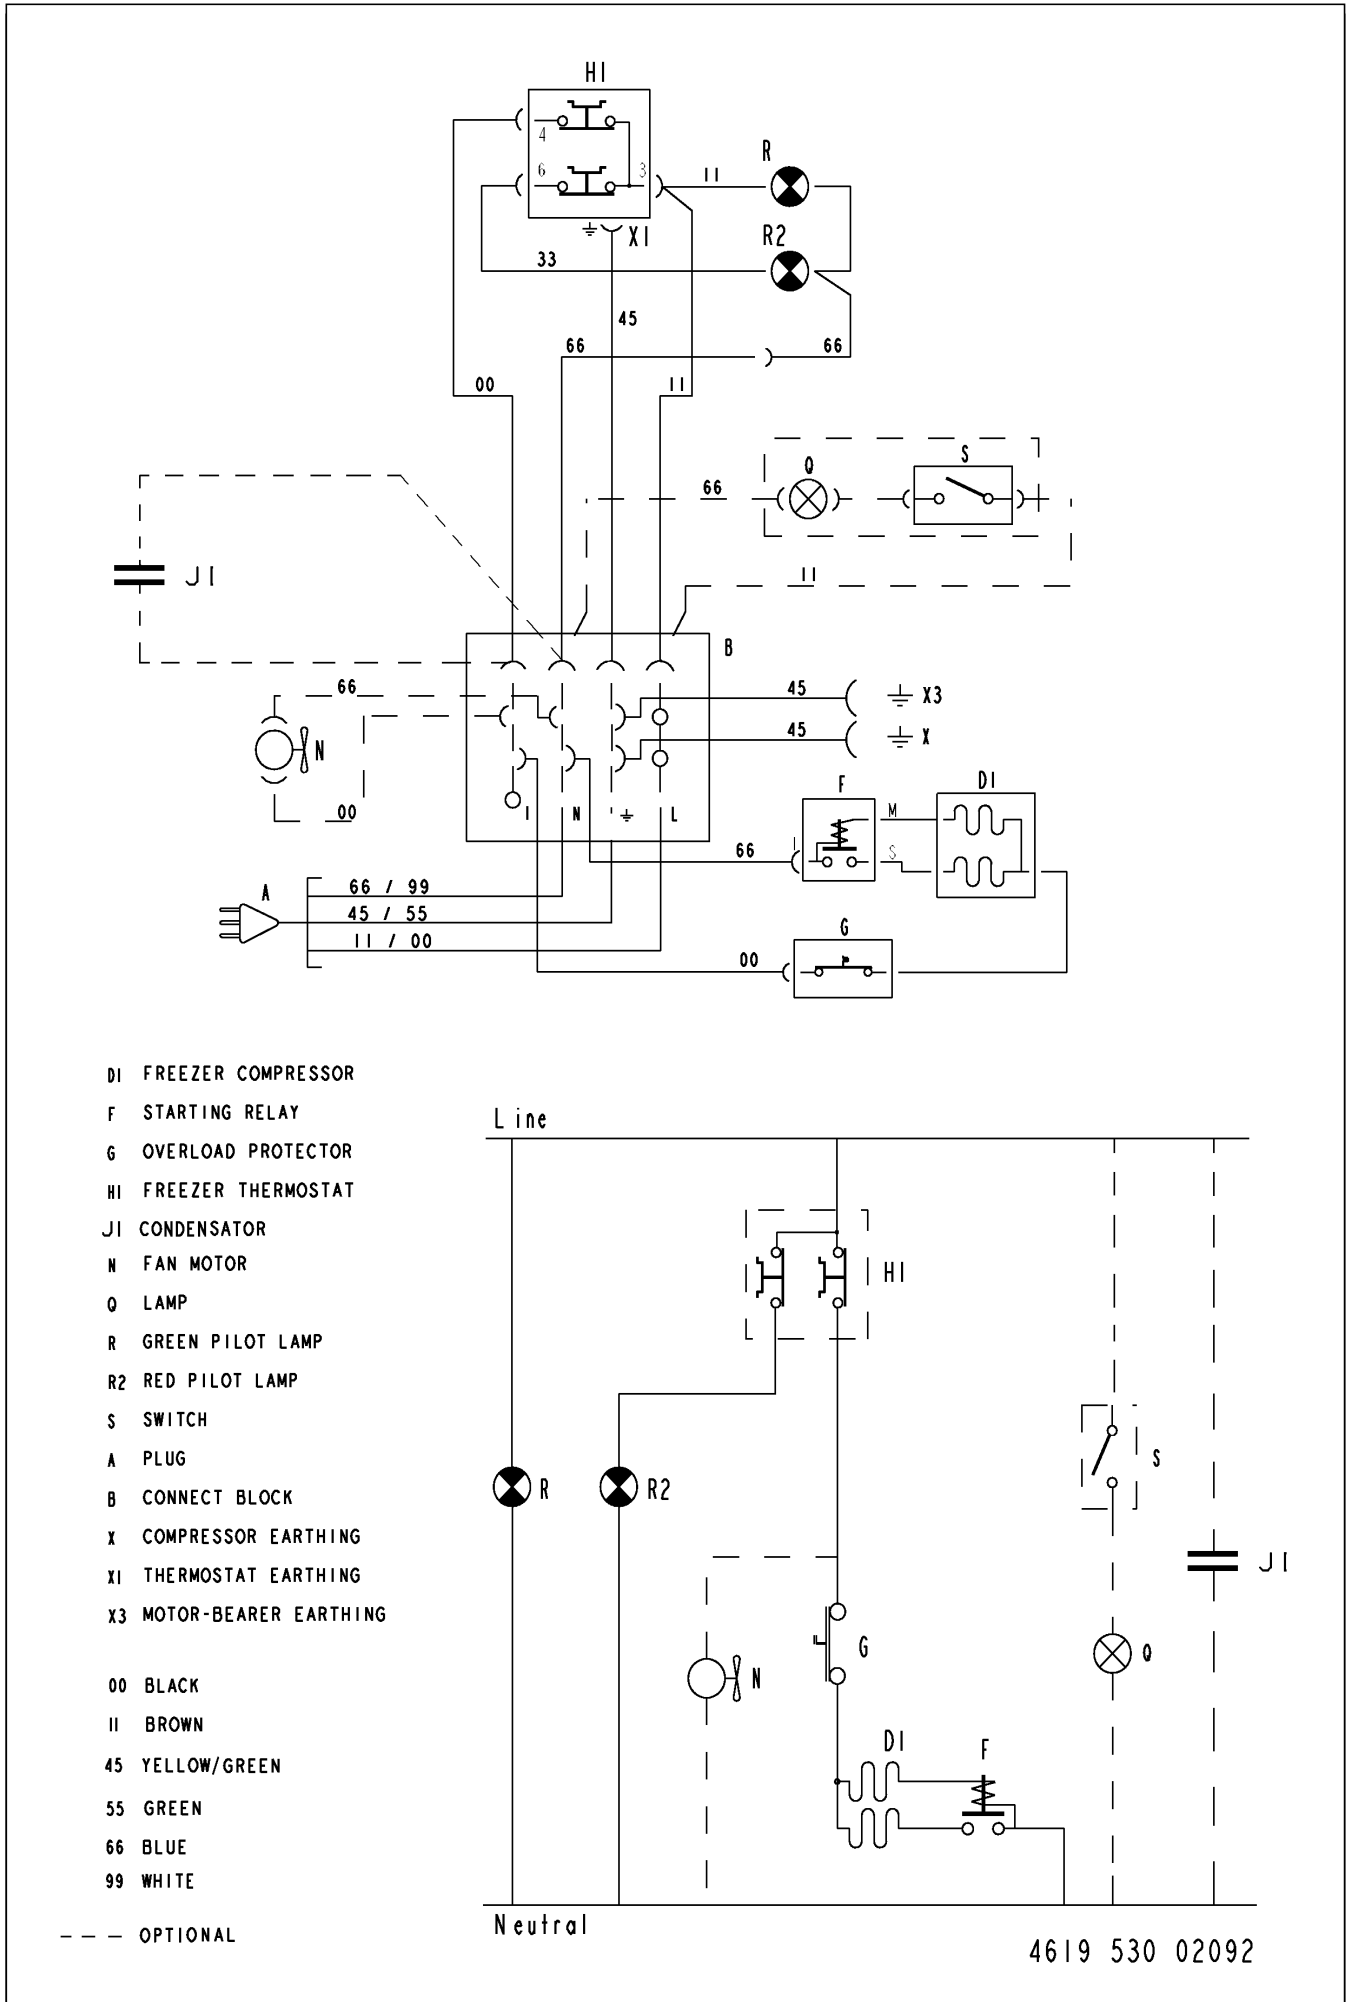 H1
4
6
3
11
R
X1
R2
33
45
66
66
00
11
Q
S
66
J1
11
B
66
45
X3
N
45
X
00
I
N
L
F
D1
M
I
S
66
A
66 / 99
45 / 55
11 / 00
G
00
D1 FREEZER COMPRESSOR
F STARTING RELAY
G OVERLOAD PROTECTOR
H1 FREEZER THERMOSTAT
J1 CONDENSATOR
N FAN MOTOR
Q LAMP
R GREEN PILOT LAMP
R2 RED PILOT LAMP
S SWITCH
A PLUG
B CONNECT BLOCK
X COMPRESSOR EARTHING
X1 THERMOSTAT EARTHING
X3 MOTOR-BEARER EARTHING
00 BLACK
11 BROWN
45 YELLOW/GREEN
55 GREEN
66 BLUE
99 WHITE
--- OPTIONAL
Line
H1
S
R
R2
J1
G
Q
N
D1
F
Neutral
4619 530 02092